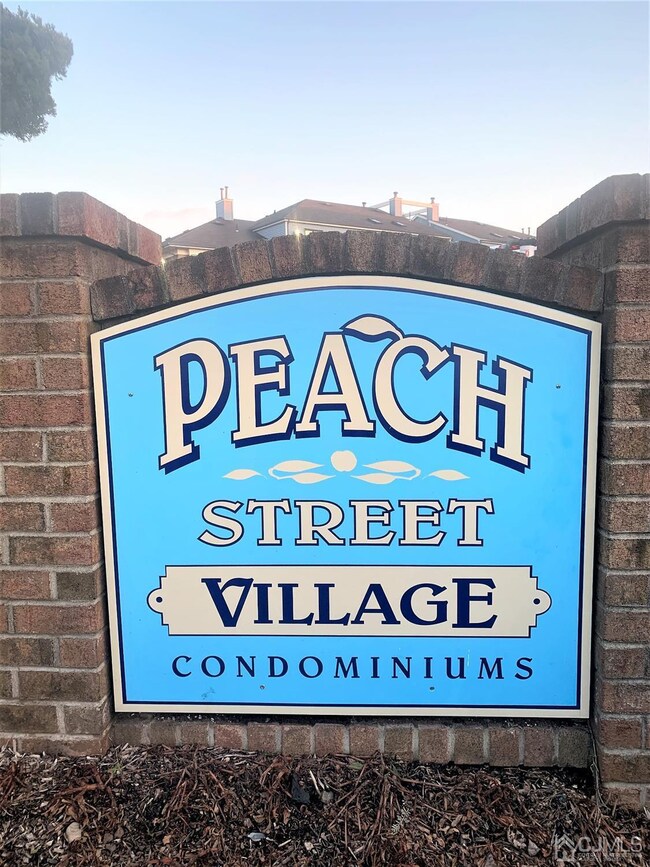 PEACH
STREET
VILLAGE
CONDOMINIUMS
CJMLS